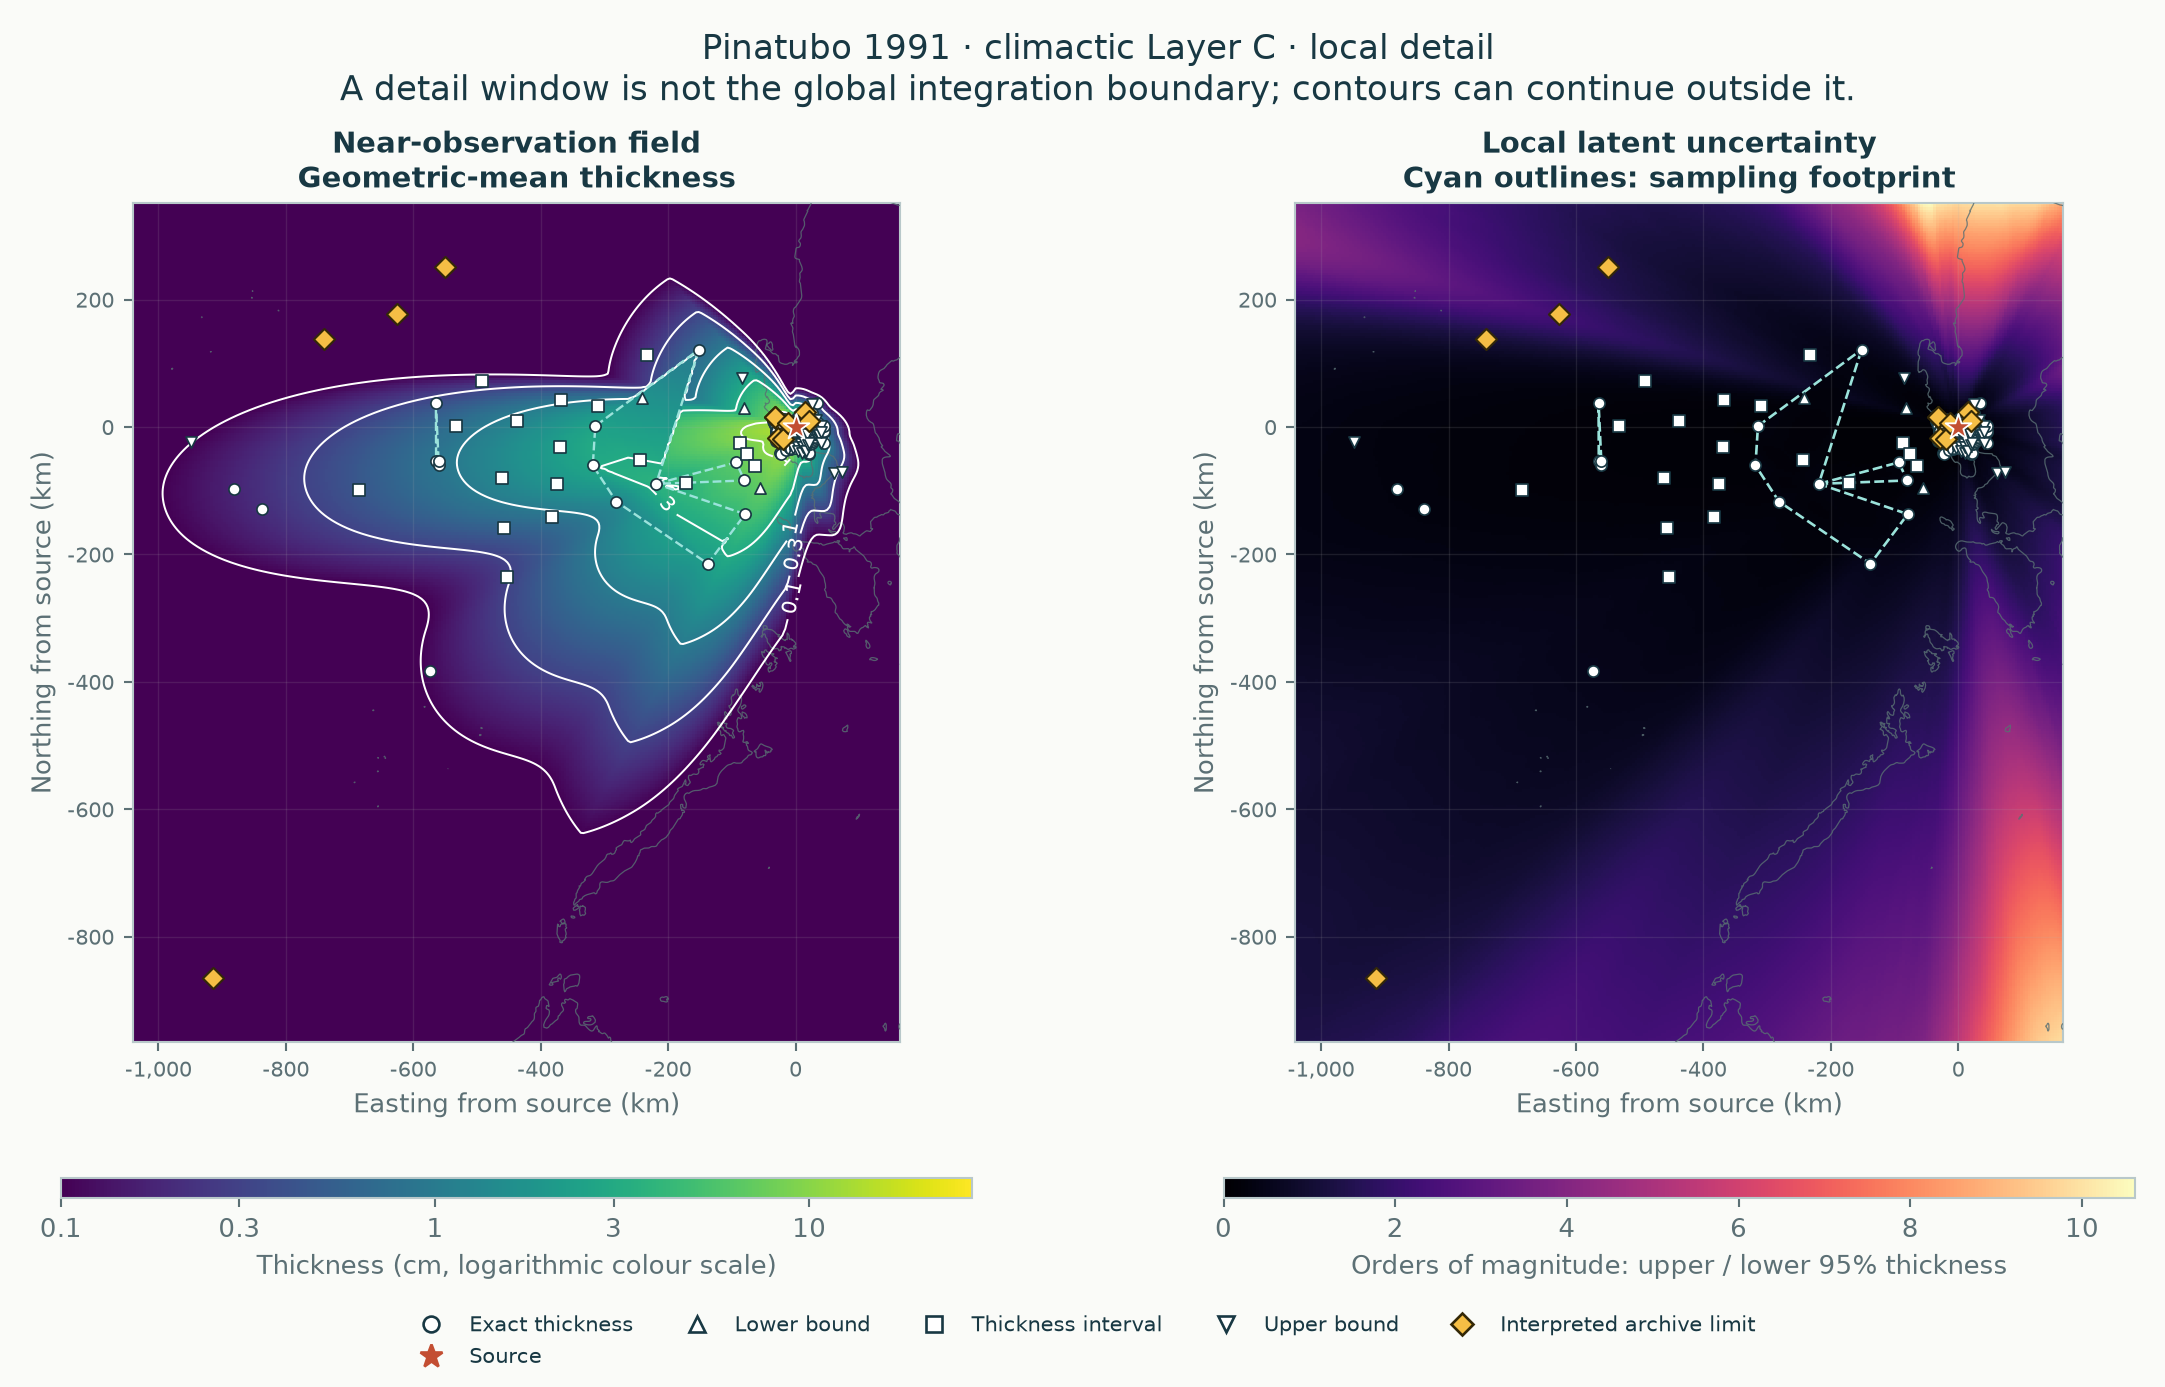 Pinatubo 1991 · climactic Layer C · local detail
A detail window is not the global integration boundary; contours can continue outside it.
Near-observation field
Geometric-mean thickness
Northing from source (km)
200
0
-200
-400
-600
-800
3
1
0.3
0.1
-1,000
-800
-600
-400
-200
0
Easting from source (km)
0.1
0.3
1
3
10
Thickness (cm, logarithmic colour scale)
Local latent uncertainty
Cyan outlines: sampling footprint
Northing from source (km)
200
0
-200
-400
-600
-800
-1,000
-800
-600
-400
-200
0
Easting from source (km)
0
2
4
6
8
10
Orders of magnitude: upper / lower 95% thickness
Exact thickness
Lower bound
Thickness interval
Upper bound
Interpreted archive limit
Source